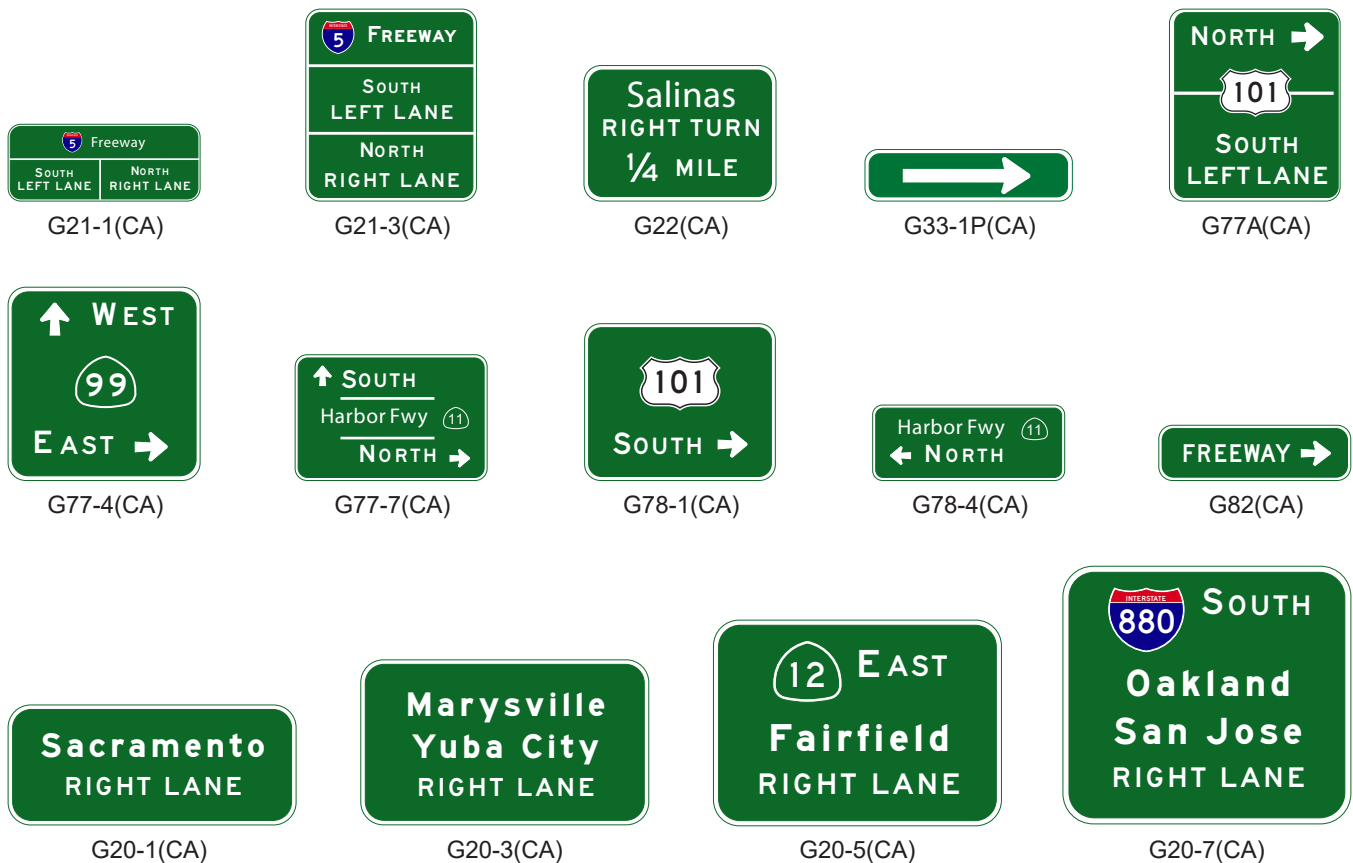 INTERSTATE
5 Freeway
SOUTH
LEFT LANE
NORTH
RIGHT LANE
G21-1(CA)
INTERSTATE
5 FREEWAY
SOUTH
LEFT LANE
NORTH
RIGHT LANE
G21-3(CA)
Salinas
RIGHT TURN
1/4 MILE
G22(CA)
G33-1P(CA)
NORTH
101
SOUTH
LEFT LANE
G77A(CA)
WEST
99
EAST
G77-4(CA)
SOUTH
Harbor Fwy 11
NORTH
G77-7(CA)
101
SOUTH
G78-1(CA)
Harbor Fwy 11
NORTH
G78-4(CA)
FREEWAY
G82(CA)
Sacramento
RIGHT LANE
G20-1(CA)
Marysville
Yuba City
RIGHT LANE
G20-3(CA)
12 EAST
Fairfield
RIGHT LANE
G20-5(CA)
INTERSTATE
880 SOUTH
Oakland
San Jose
RIGHT LANE
G20-7(CA)